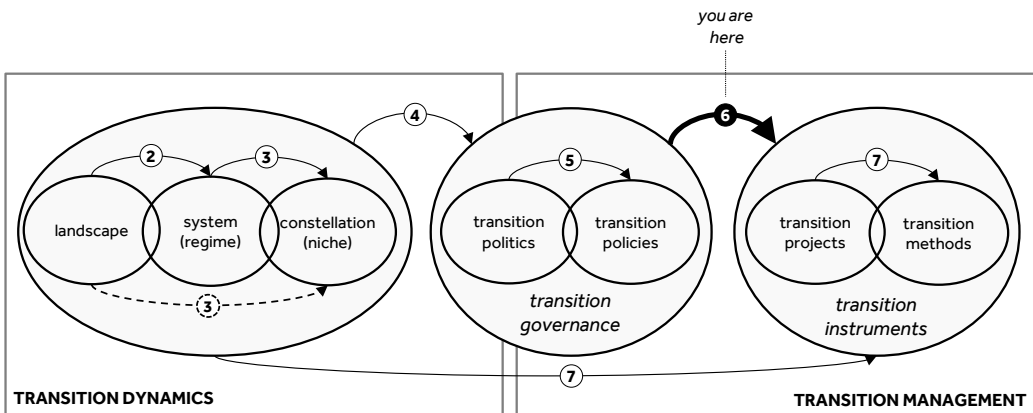 you are
here
4
6
2
3
5
7
landscape
system
(regime)
constellation
(niche)
transition
politics
transition
policies
transition
projects
transition
methods
3
transition
governance
transition
instruments
7
TRANSITION DYNAMICS
TRANSITION MANAGEMENT